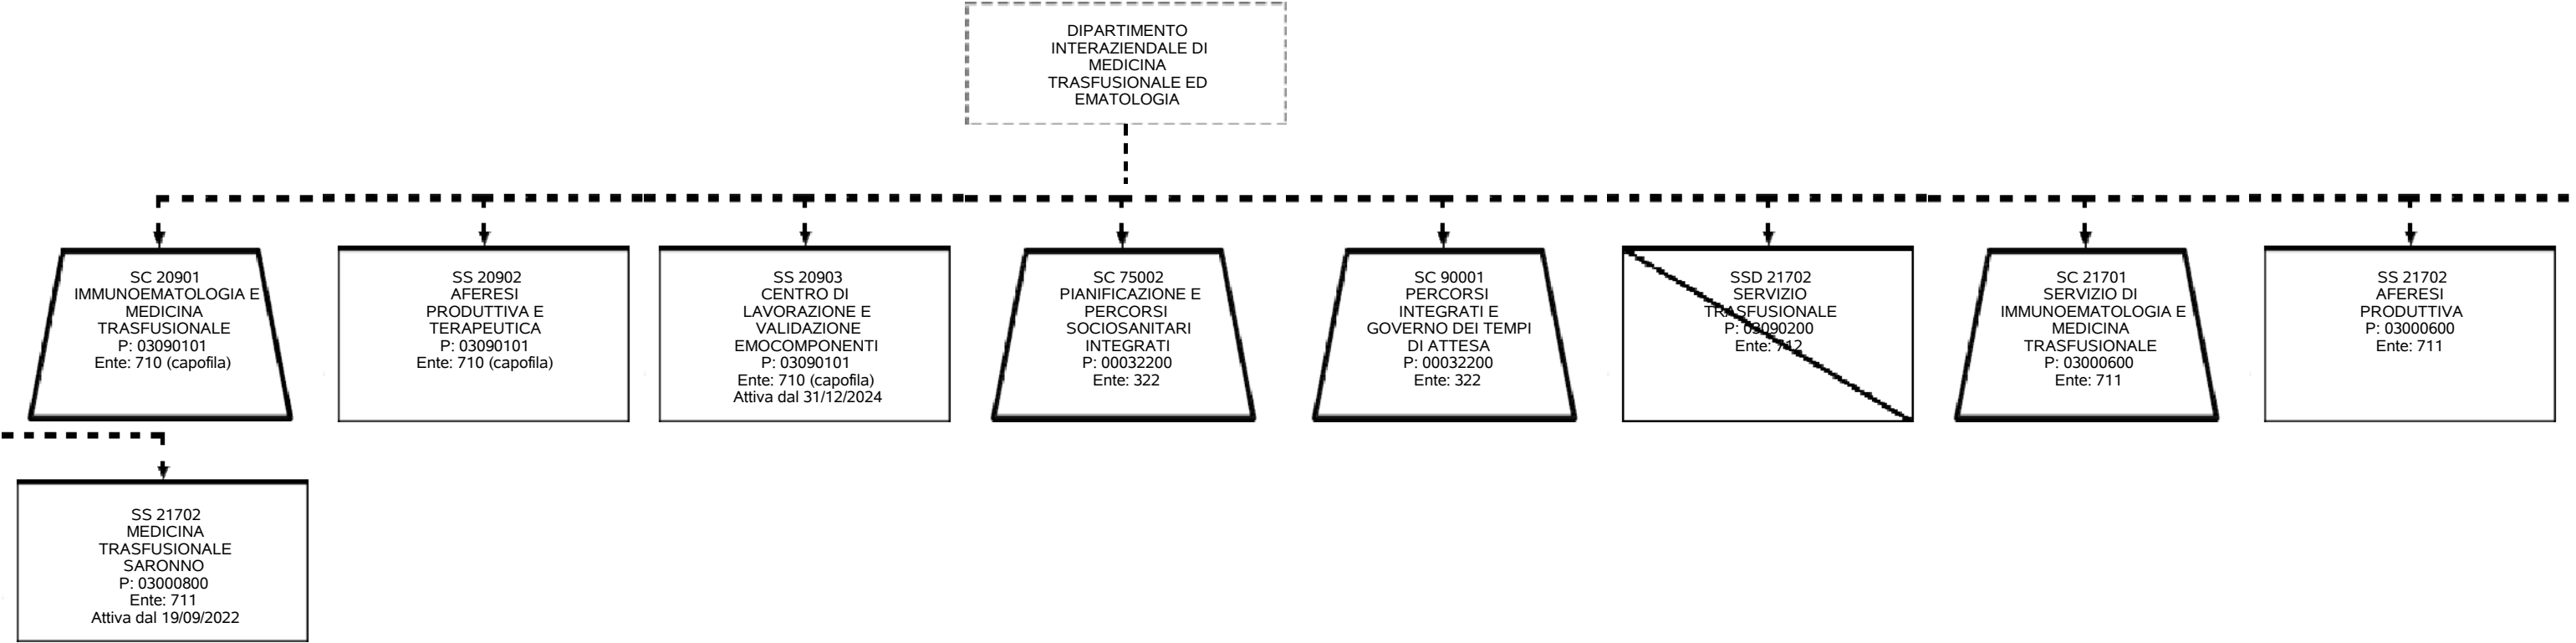 DIPARTIMENTO
INTERAZIENDALE DI
MEDICINA
TRASFUSIONALE ED
EMATOLOGIA
SC 20901
IMMUNOEMATOLOGIA E
MEDICINA
TRASFUSIONALE
P: 03090101
Ente: 710 (capofila)
SS 20902
AFERESI
PRODUTTIVA E
TERAPEUTICA
P: 03090101
Ente: 710 (capofila)
SS 20903
CENTRO DI
LAVORAZIONE E
VALIDAZIONE
EMOCOMPONENTI
P: 03090101
Ente: 710 (capofila)
Attiva dal 31/12/2024
SC 75002
PIANIFICAZIONE E
PERCORSI
SOCIOSANITARI
INTEGRATI
P: 00032200
Ente: 322
SC 90001
PERCORSI
INTEGRATI E
GOVERNO DEI TEMPI
DI ATTESA
P: 00032200
Ente: 322
SSD 21702
SERVIZIO
TRASFUSIONALE
P: 03090200
Ente: 712
SC 21701
SERVIZIO DI
IMMUNOEMATOLOGIA E
MEDICINA
TRASFUSIONALE
P: 03000600
Ente: 711
SS 21702
AFERESI
PRODUTTIVA
P: 03000600
Ente: 711
SS 21702
MEDICINA
TRASFUSIONALE
SARONNO
P: 03000800
Ente: 711
Attiva dal 19/09/2022